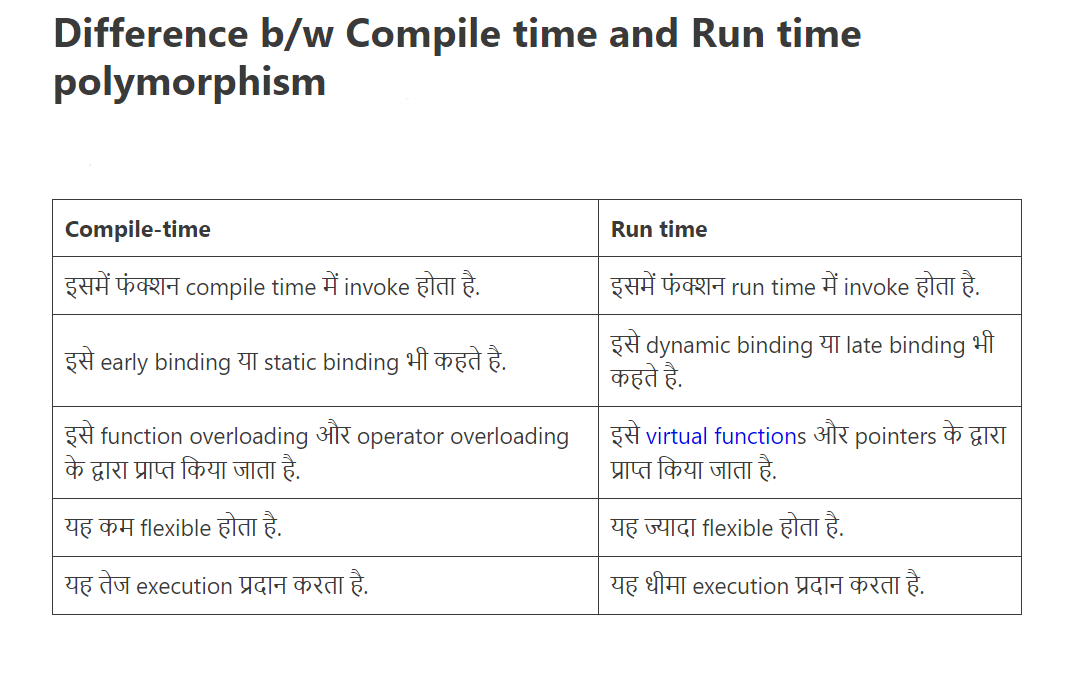 Difference b/w Compile time and Run time
polymorphism
Compile-time
Run time
इसमें फंक्शन compile time में invoke होता है.
इसमें फंक्शन run time में invoke होता है.
इसे early binding या static binding भी कहते है.
इसे dynamic binding या late binding भी
कहते है.
इसे function overloading और operator overloading
के द्वारा प्राप्त किया जाता है.
इसे virtual functions और pointers के द्वारा
प्राप्त किया जाता है.
यह कम flexible होता है.
यह ज्यादा flexible होता है.
यह तेज execution प्रदान करता है.
यह धीमा execution प्रदान करता है.